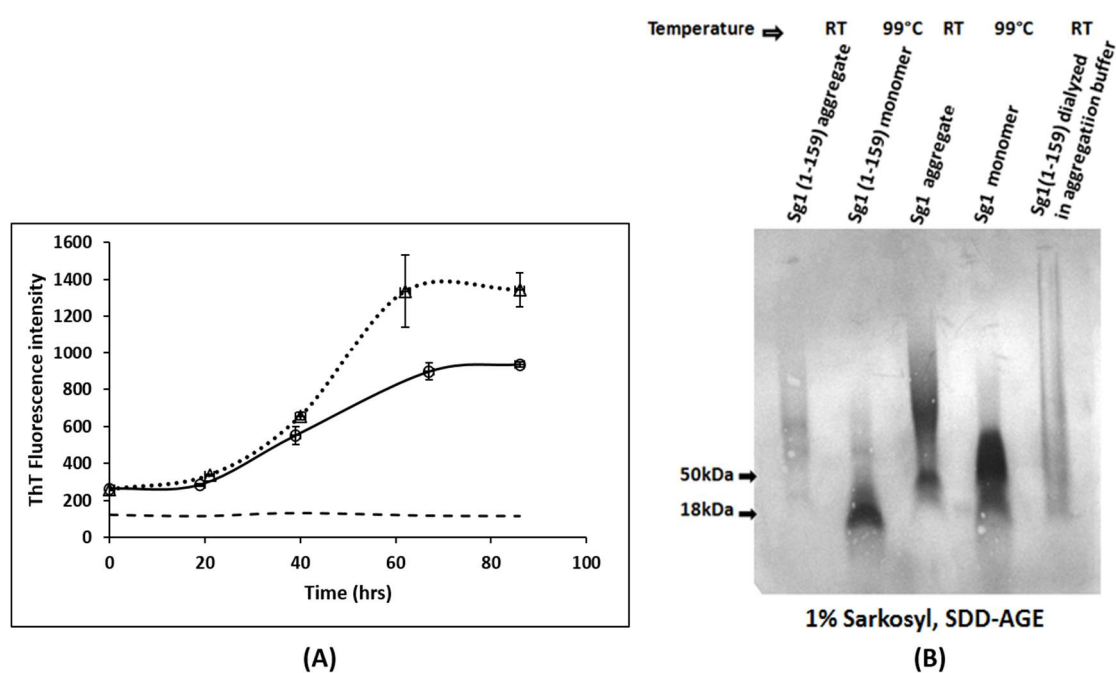 Temperature
RT
99°C
RT
99°C
RT
Sg1 (1-159) aggregate
Sg1 (1-159) monomer
Sg1 aggregate
Sg1 monomer
Sg1(1-159) dialyzed
in aggregatiion buffer
ThT Fluorescence intensity
1600
1400
1200
1000
800
600
400
200
0
0
20
40
60
80
100
Time (hrs)
50kDa
18kDa
1% Sarkosyl, SDD-AGE
(A)
(B)